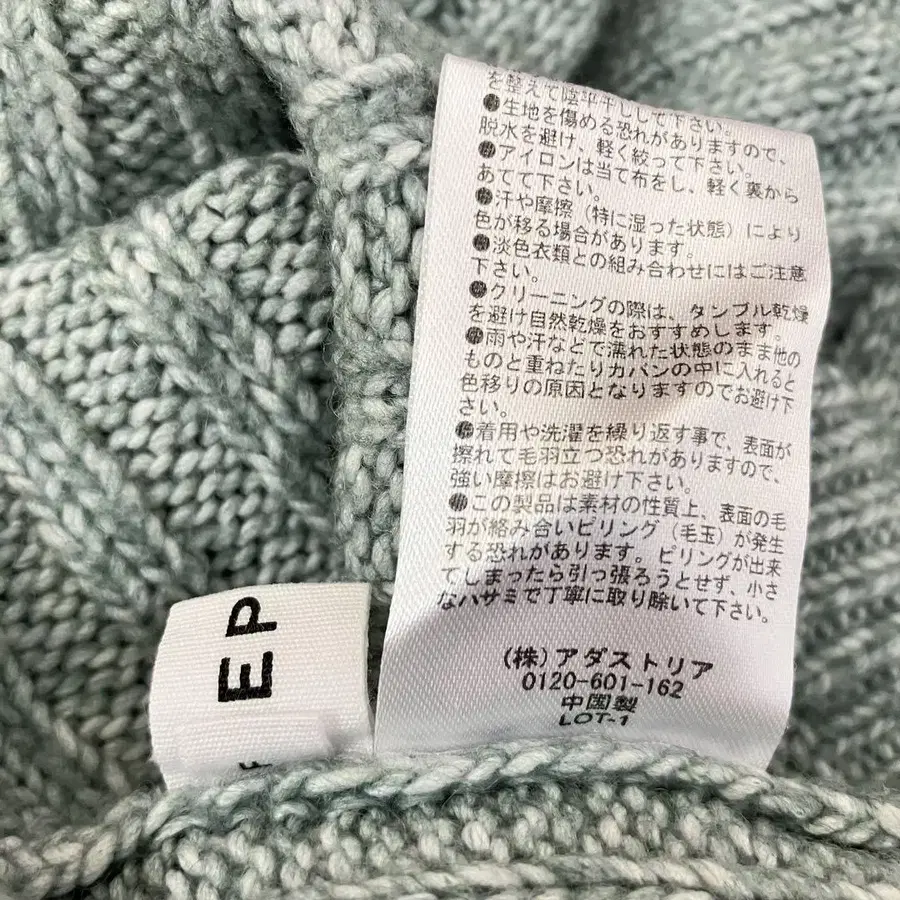 を整えて陰平干しして下さい。
●生地を傷める恐れがありますので、
脱水を避け、軽く絞って下さい。
●アイロンは当て布をし、軽く裏から
あてて下さい。
●汗や摩擦（特に湿った状態）により
色が移る場合があります。
●淡色衣類との組み合わせにはご注意
下さい。
●クリーニングの際は、タンブル乾燥
を避け自然乾燥をおすすめします。
●雨や汗などで濡れた状態のまま他の
ものと重ねたりカバンの中に入れると
色移りの原因となりますのでお避け下
さい。
●着用や洗濯を繰り返す事で、表面が
擦れて毛羽立つ恐れがありますので、
強い摩擦はお避け下さい。
●この製品は素材の性質上、表面の毛
羽が絡み合いピリング（毛玉）が発生
する恐れがあります。ピリングが出来
てしまったら引っ張ろうとせず、小さ
なハサミで丁寧に取り除いて下さい。
(株)アダストリア
0120-601-162
中国製
LOT-1
EP